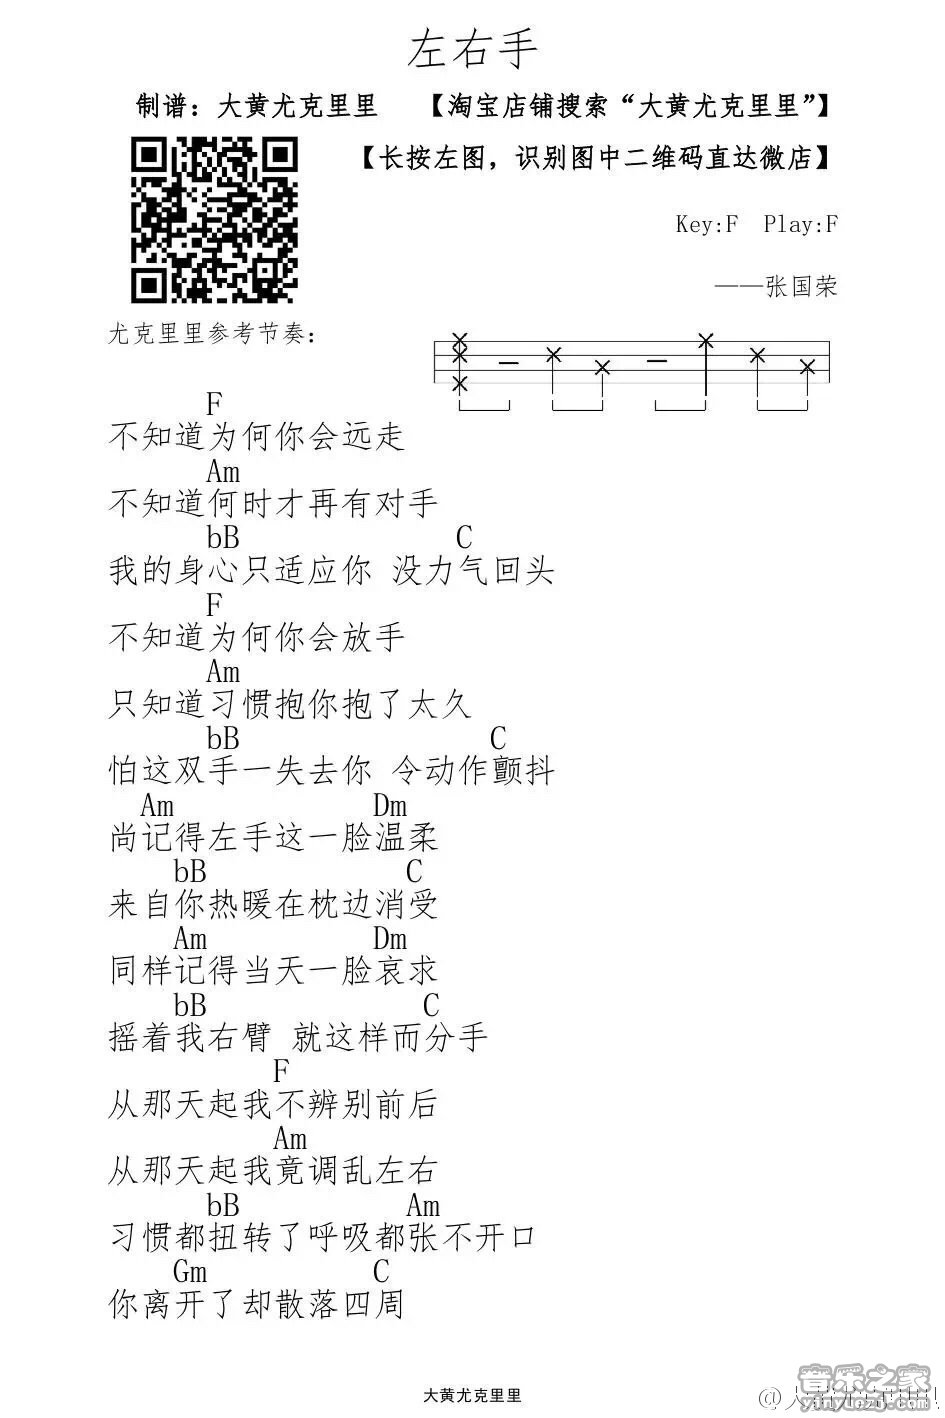 左右手
制谱：大黄尤克里里 【淘宝店铺搜索“大黄尤克里里”】
【长按左图，识别图中二维码直达微店】
Key:F Play:F
——张国荣
尤克里里参考节奏：
F
不知道为何你会远走
Am
不知道何时才再有对手
bB C
我的身心只适应你 没力气回头
F
不知道为何你会放手
Am
只知道习惯抱你抱了太久
bB C
怕这双手一失去你 令动作颤抖
Am Dm
尚记得左手这一脸温柔
bB C
来自你热暖在枕边消受
Am Dm
同样记得当天一脸哀求
bB C
摇着我右臂 就这样而分手
F
从那天起我不辨别前后
Am
从那天起我竟调乱左右
bB Am
习惯都扭转了呼吸都张不开口
Gm C
你离开了却散落四周
大黄尤克里里
音乐之家
yinyuezj.com